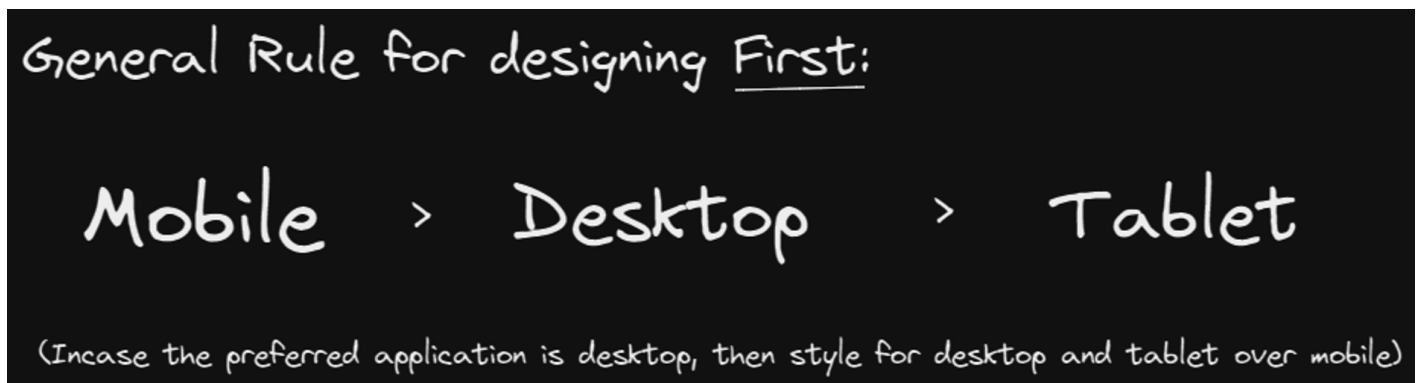 General Rule for designing First:
Mobile > Desktop > Tablet
(Incase the preferred application is desktop, then style for desktop and tablet over mobile)